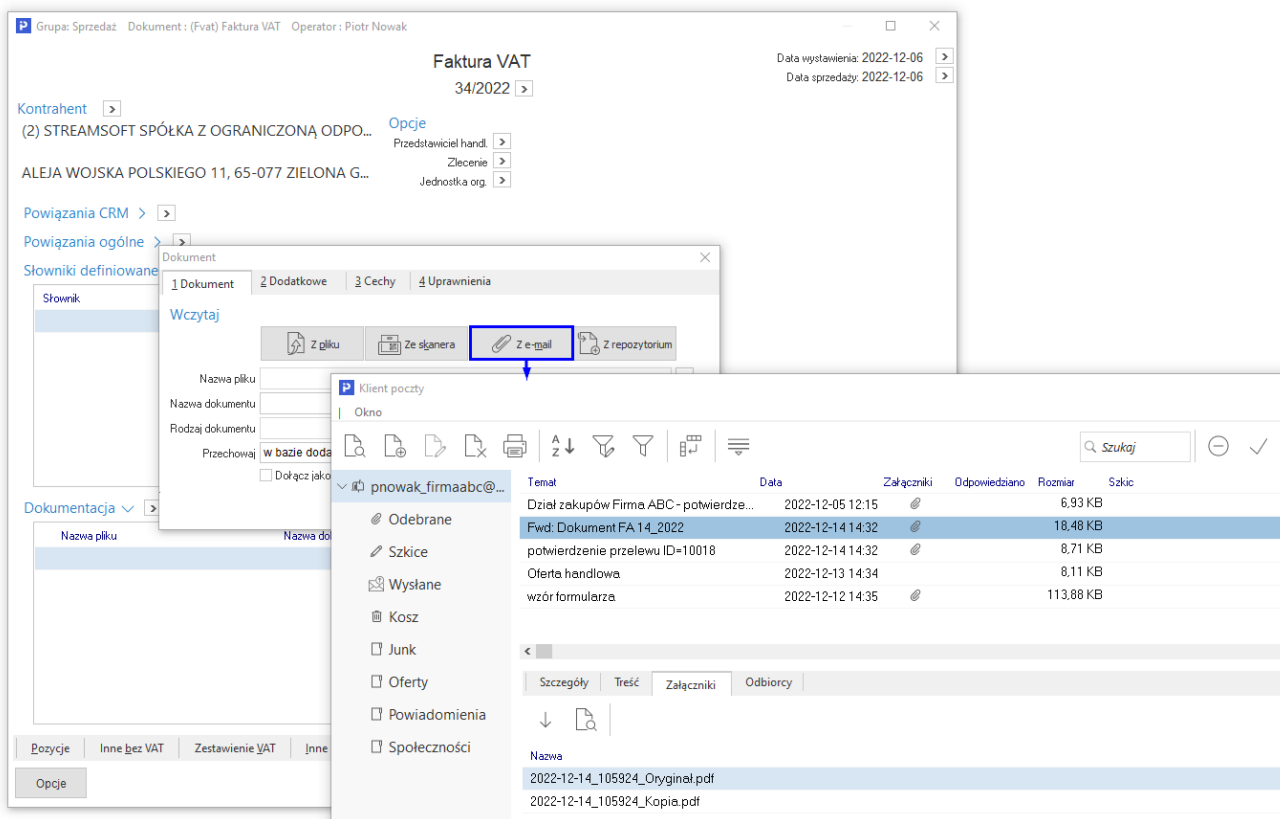 Grupa: Sprzedaż Dokument : (Fvat) Faktura VAT Operator : Piotr Nowak
Faktura VAT
34/2022
Data wystawienia: 2022-12-06
Data sprzedaży: 2022-12-06
Kontrahent
(2) STREAMSOFT SPÓŁKA Z OGRANICZONĄ ODPO...
ALEJA WOJSKA POLSKIEGO 11, 65-077 ZIELONA G...
Opcje
Przedstawiciel handl.
Zlecenie
Jednostka org.
Powiązania CRM
Powiązania ogólne
Słowniki definiowane
Słownik
Dokument
1 Dokument 2 Dodatkowe 3 Cechy 4 Uprawnienia
Wczytaj
Z pliku Ze skanera Z e-mail Z repozytorium
Nazwa pliku
Nazwa dokumentu
Rodzaj dokumentu
Przechowaj w bazie doda
Dołącz jako
Dokumentacja
Nazwa pliku Nazwa do
Pozycje Inne bez VAT Zestawienie VAT Inne
Opcje
Klient poczty
Okno
Szukaj
pnowak_firmaabc@...
Odebrane
Szkice
Wysłane
Kosz
Junk
Oferty
Powiadomienia
Społeczności
Temat Data Załączniki Odpowiedziano Rozmiar Szkic
Dział zakupów Firma ABC - potwierdze... 2022-12-05 12:15 6,93 KB
Fwd: Dokument FA 14_2022 2022-12-14 14:32 18,48 KB
potwierdzenie przelewu ID=10018 2022-12-14 14:32 8,71 KB
Oferta handlowa 2022-12-13 14:34 8,11 KB
wzór formularza 2022-12-12 14:35 113,88 KB
Szczegóły Treść Załączniki Odbiorcy
Nazwa
2022-12-14_105924_Oryginał.pdf
2022-12-14_105924_Kopia.pdf